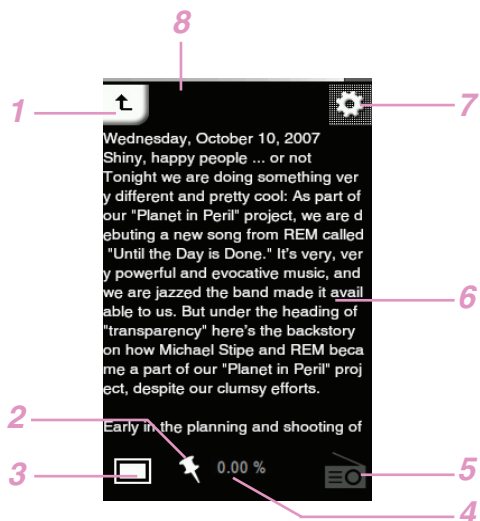 8
1
7
Wednesday, October 10, 2007
Shiny, happy people ... or not
Tonight we are doing something ver
y different and pretty cool: As part of
our "Planet in Peril" project, we are d
ebuting a new song from REM called
"Until the Day is Done." It's very, ver
y powerful and evocative music, and
we are jazzed the band made it avail
able to us. But under the heading of
"transparency" here's the backstory
on how Michael Stipe and REM beca
me a part of our "Planet in Peril" proj
ect, despite our clumsy efforts.
Early in the planning and shooting of
6
2
3
0.00 %
5
4